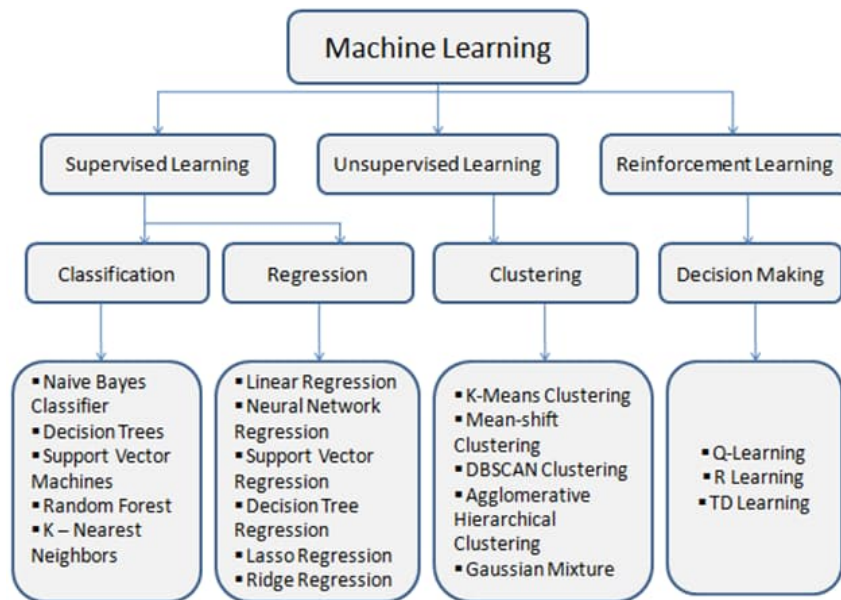 Machine Learning
Supervised Learning
Unsupervised Learning
Reinforcement Learning
Classification
Regression
Clustering
Decision Making
▪ Naive Bayes
Classifier
▪ Decision Trees
▪ Support Vector
Machines
▪ Random Forest
▪ K – Nearest
Neighbors
▪ Linear Regression
▪ Neural Network
Regression
▪ Support Vector
Regression
▪ Decision Tree
Regression
▪ Lasso Regression
▪ Ridge Regression
▪ K-Means Clustering
▪ Mean-shift
Clustering
▪ DBSCAN Clustering
▪ Agglomerative
Hierarchical
Clustering
▪ Gaussian Mixture
▪ Q-Learning
▪ R Learning
▪ TD Learning